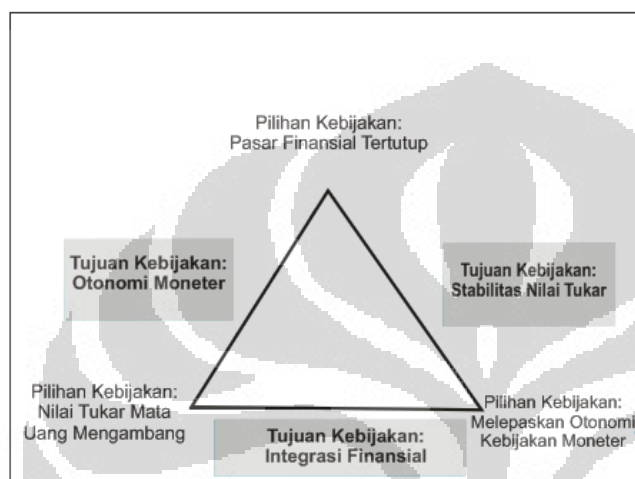 Pilihan Kebijakan:
Pasar Finansial Tertutup
Tujuan Kebijakan:
Otonomi Moneter
Tujuan Kebijakan:
Stabilitas Nilai Tukar
Pilihan Kebijakan:
Nilai Tukar Mata
Uang Mengambang
Tujuan Kebijakan:
Integrasi Finansial
Pilihan Kebijakan:
Melepaskan Otonomi
Kebijakan Moneter